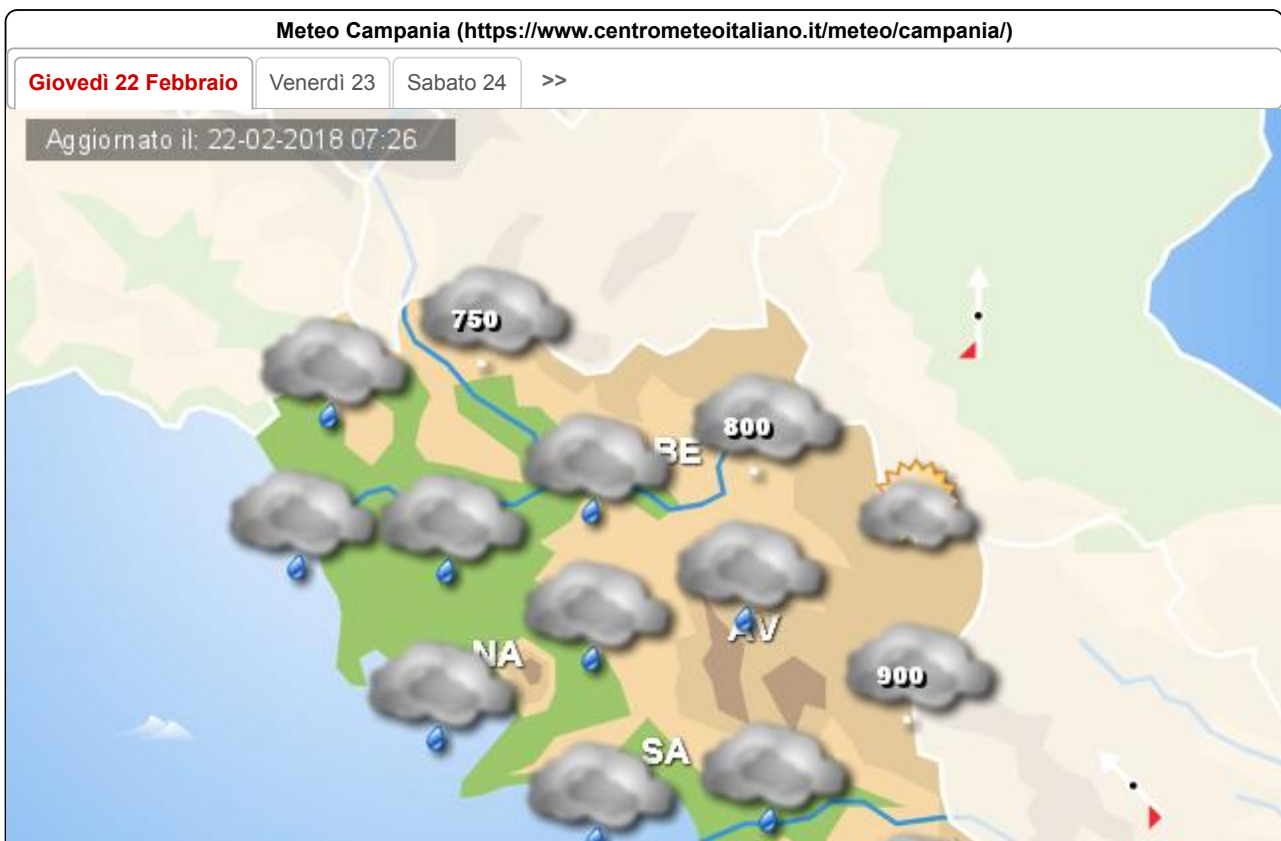 Meteo Campania (https://www.centrometeoitaliano.it/meteo/campania/)
Giovedì 22 Febbraio Venerdì 23 Sabato 24 >>
Aggiornato il: 22-02-2018 07:26
750
800
BE
AV
NA
900
SA